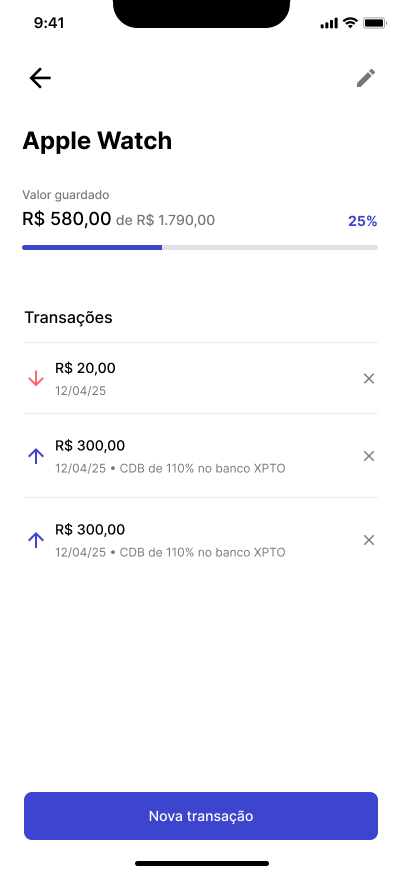 9:41
Apple Watch
Valor guardado
R$ 580,00 de R$ 1.790,00 25%
Transações
R$ 20,00
12/04/25
R$ 300,00
12/04/25 • CDB de 110% no banco XPTO
R$ 300,00
12/04/25 • CDB de 110% no banco XPTO
Nova transação